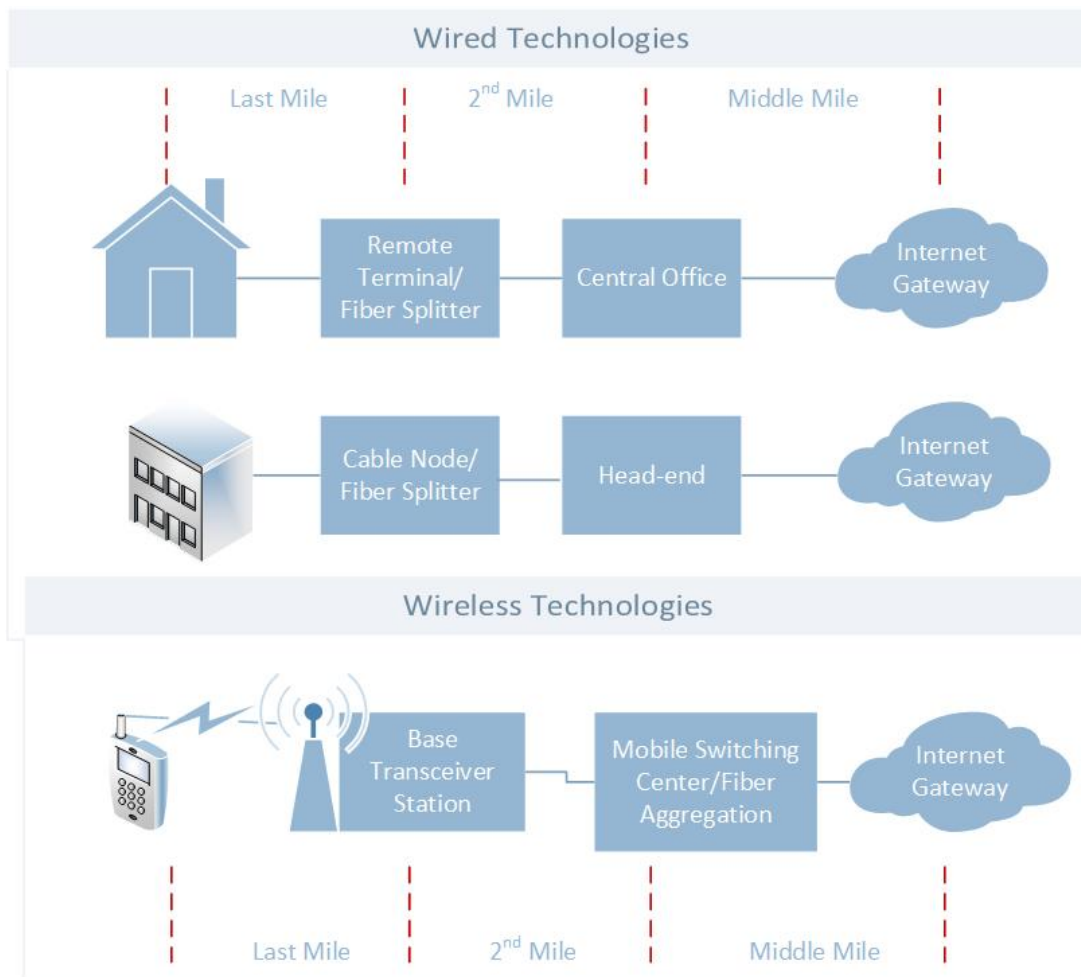 Wired Technologies
Last Mile
2nd Mile
Middle Mile
Remote
Terminal/
Fiber Splitter
Central Office
Internet
Gateway
Cable Node/
Fiber Splitter
Head-end
Internet
Gateway
Wireless Technologies
Base
Transceiver
Station
Mobile Switching
Center/Fiber
Aggregation
Internet
Gateway
Last Mile
2nd Mile
Middle Mile